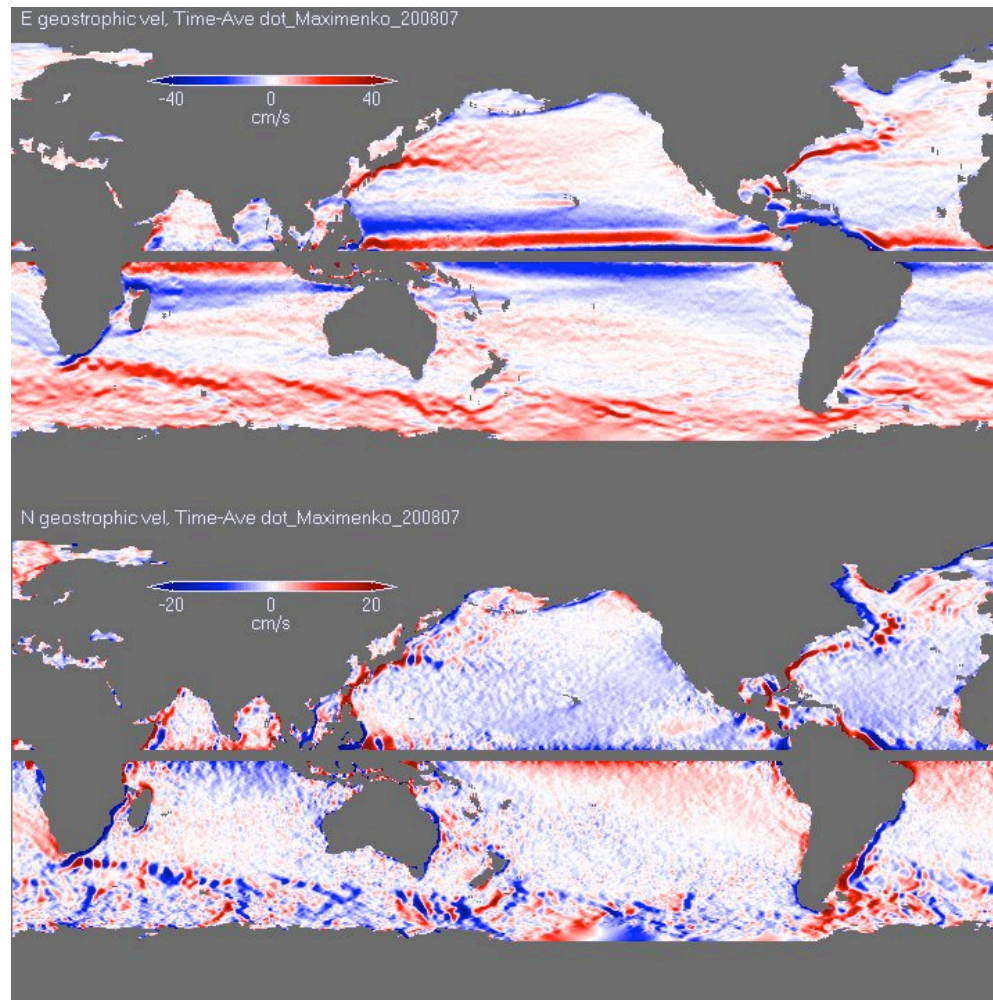 E geostrophic vel, Time-Ave dot_Maximenko_200807
-40 0 40
cm/s
N geostrophic vel, Time-Ave dot_Maximenko_200807
-20 0 20
cm/s